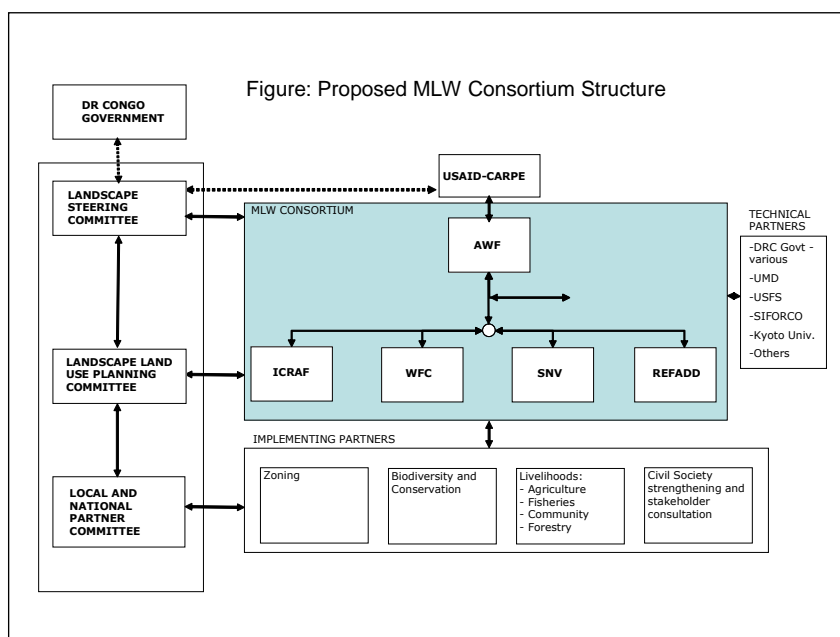 Figure: Proposed MLW Consortium Structure
DR CONGO
GOVERNMENT
USAID-CARPE
LANDSCAPE
STEERING
COMMITTEE
MLW CONSORTIUM
AWF
TECHNICAL
PARTNERS
-DRC Govt -
various
-UMD
-USFS
-SIFORCO
-Kyoto Univ.
-Others
LANDSCAPE LAND
USE PLANNING
COMMITTEE
ICRAF
WFC
SNV
REFADD
IMPLEMENTING PARTNERS
LOCAL AND
NATIONAL
PARTNER
COMMITTEE
Zoning
Biodiversity and
Conservation
Livelihoods:
- Agriculture
- Fisheries
- Community
- Forestry
Civil Society
strengthening and
stakeholder
consultation